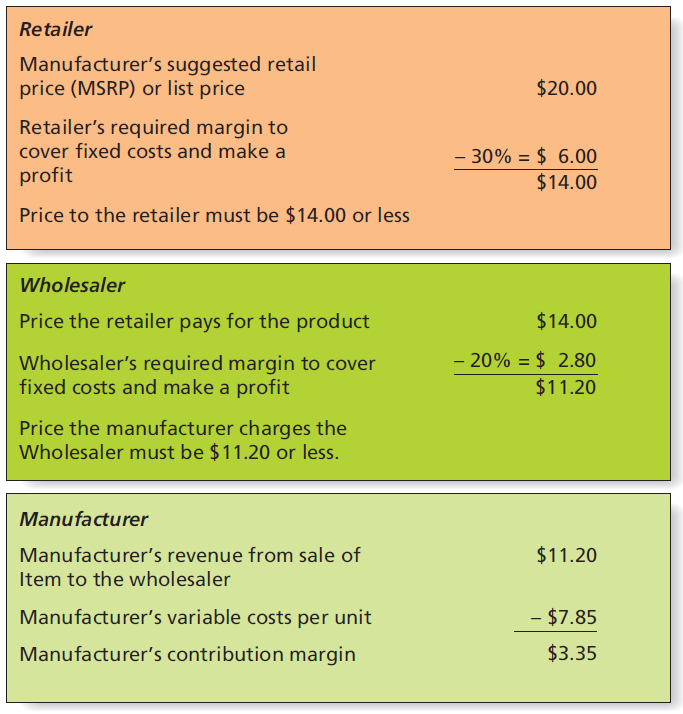 Retailer
Manufacturer's suggested retail
price (MSRP) or list price $20.00
Retailer's required margin to
cover fixed costs and make a – 30% = $ 6.00
profit $14.00
Price to the retailer must be $14.00 or less
Wholesaler
Price the retailer pays for the product $14.00
Wholesaler's required margin to cover – 20% = $ 2.80
fixed costs and make a profit $11.20
Price the manufacturer charges the
Wholesaler must be $11.20 or less.
Manufacturer
Manufacturer's revenue from sale of $11.20
Item to the wholesaler
Manufacturer's variable costs per unit – $7.85
Manufacturer's contribution margin $3.35